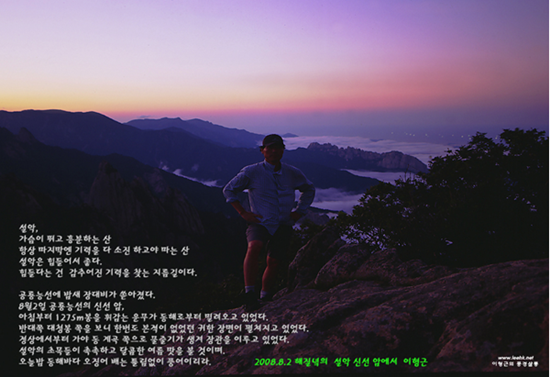 설악,
가슴이 뛰고 흥분하는 산
항상 마지막엔 기력을 다 소진 하고야 마는 산
설악은 힘들어서 좋다.
힘들다는 건 감추어진 기력을 찾는 지름길이다.
공룡능선에 밤새 장대비가 쏟아졌다.
8월2일 공룡능선의 신선 암,
아침부터 1275m봉을 휘감는 운무가 동해로부터 밀려오고 있었다.
반대쪽 대청봉 쪽을 보니 한번도 본적이 없었던 귀한 장면이 펼쳐지고 있었다.
정상에서부터 가야 동 계곡 쪽으로 물줄기가 생겨 장관을 이루고 있었다.
설악의 초목들이 촉촉하고 달콤한 여름 맛을 볼 것이며.
오늘밤 동해바다 오징어 배는 틀림없이 풍어이리라.
2008.8.2 해질녘의 설악 신선 암에서 이형근
www.leehk.net
이형근의 풍경살롱